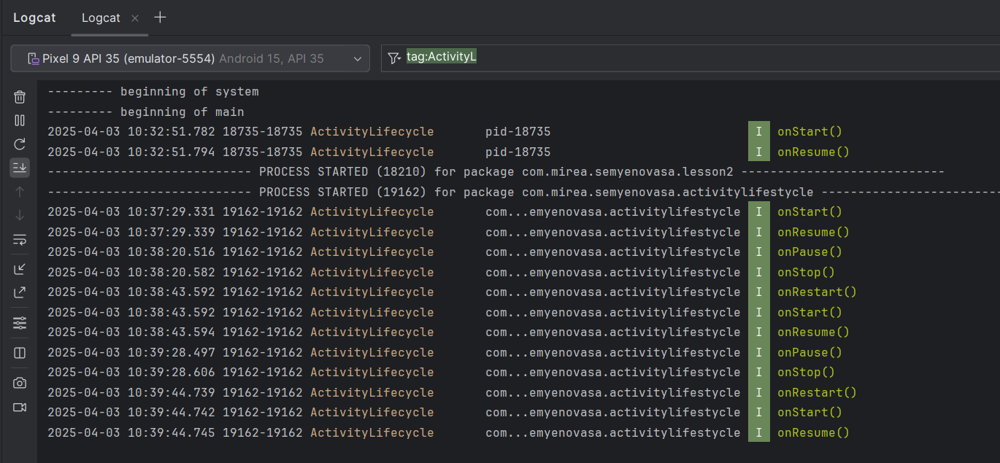 Logcat Logcat
Pixel 9 API 35 (emulator-5554) Android 15, API 35 tag:ActivityL
--------- beginning of system
--------- beginning of main
2025-04-03 10:32:51.782 18735-18735 ActivityLifecycle pid-18735 I onStart()
2025-04-03 10:32:51.794 18735-18735 ActivityLifecycle pid-18735 I onResume()
---------------------------- PROCESS STARTED (18210) for package com.mirea.semyenovasa.lesson2 ----------------------------
---------------------------- PROCESS STARTED (19162) for package com.mirea.semyenovasa.activitylifestycle -------------------------
2025-04-03 10:37:29.331 19162-19162 ActivityLifecycle com...emyenovasa.activitylifestycle I onStart()
2025-04-03 10:37:29.339 19162-19162 ActivityLifecycle com...emyenovasa.activitylifestycle I onResume()
2025-04-03 10:38:20.516 19162-19162 ActivityLifecycle com...emyenovasa.activitylifestycle I onPause()
2025-04-03 10:38:20.582 19162-19162 ActivityLifecycle com...emyenovasa.activitylifestycle I onStop()
2025-04-03 10:38:43.592 19162-19162 ActivityLifecycle com...emyenovasa.activitylifestycle I onRestart()
2025-04-03 10:38:43.592 19162-19162 ActivityLifecycle com...emyenovasa.activitylifestycle I onStart()
2025-04-03 10:38:43.594 19162-19162 ActivityLifecycle com...emyenovasa.activitylifestycle I onResume()
2025-04-03 10:39:28.497 19162-19162 ActivityLifecycle com...emyenovasa.activitylifestycle I onPause()
2025-04-03 10:39:28.606 19162-19162 ActivityLifecycle com...emyenovasa.activitylifestycle I onStop()
2025-04-03 10:39:44.739 19162-19162 ActivityLifecycle com...emyenovasa.activitylifestycle I onRestart()
2025-04-03 10:39:44.742 19162-19162 ActivityLifecycle com...emyenovasa.activitylifestycle I onStart()
2025-04-03 10:39:44.745 19162-19162 ActivityLifecycle com...emyenovasa.activitylifestycle I onResume()